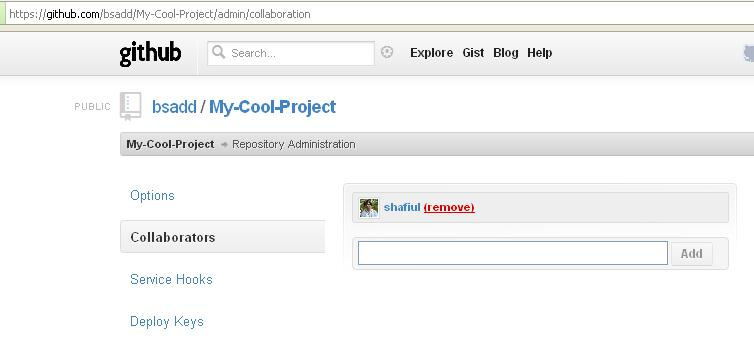 https://github.com/bsadd/My-Cool-Project/admin/collaboration
github Search... Explore Gist Blog Help
PUBLIC bsadd / My-Cool-Project
My-Cool-Project → Repository Administration
Options
shafiul (remove)
Collaborators
Add
Service Hooks
Deploy Keys